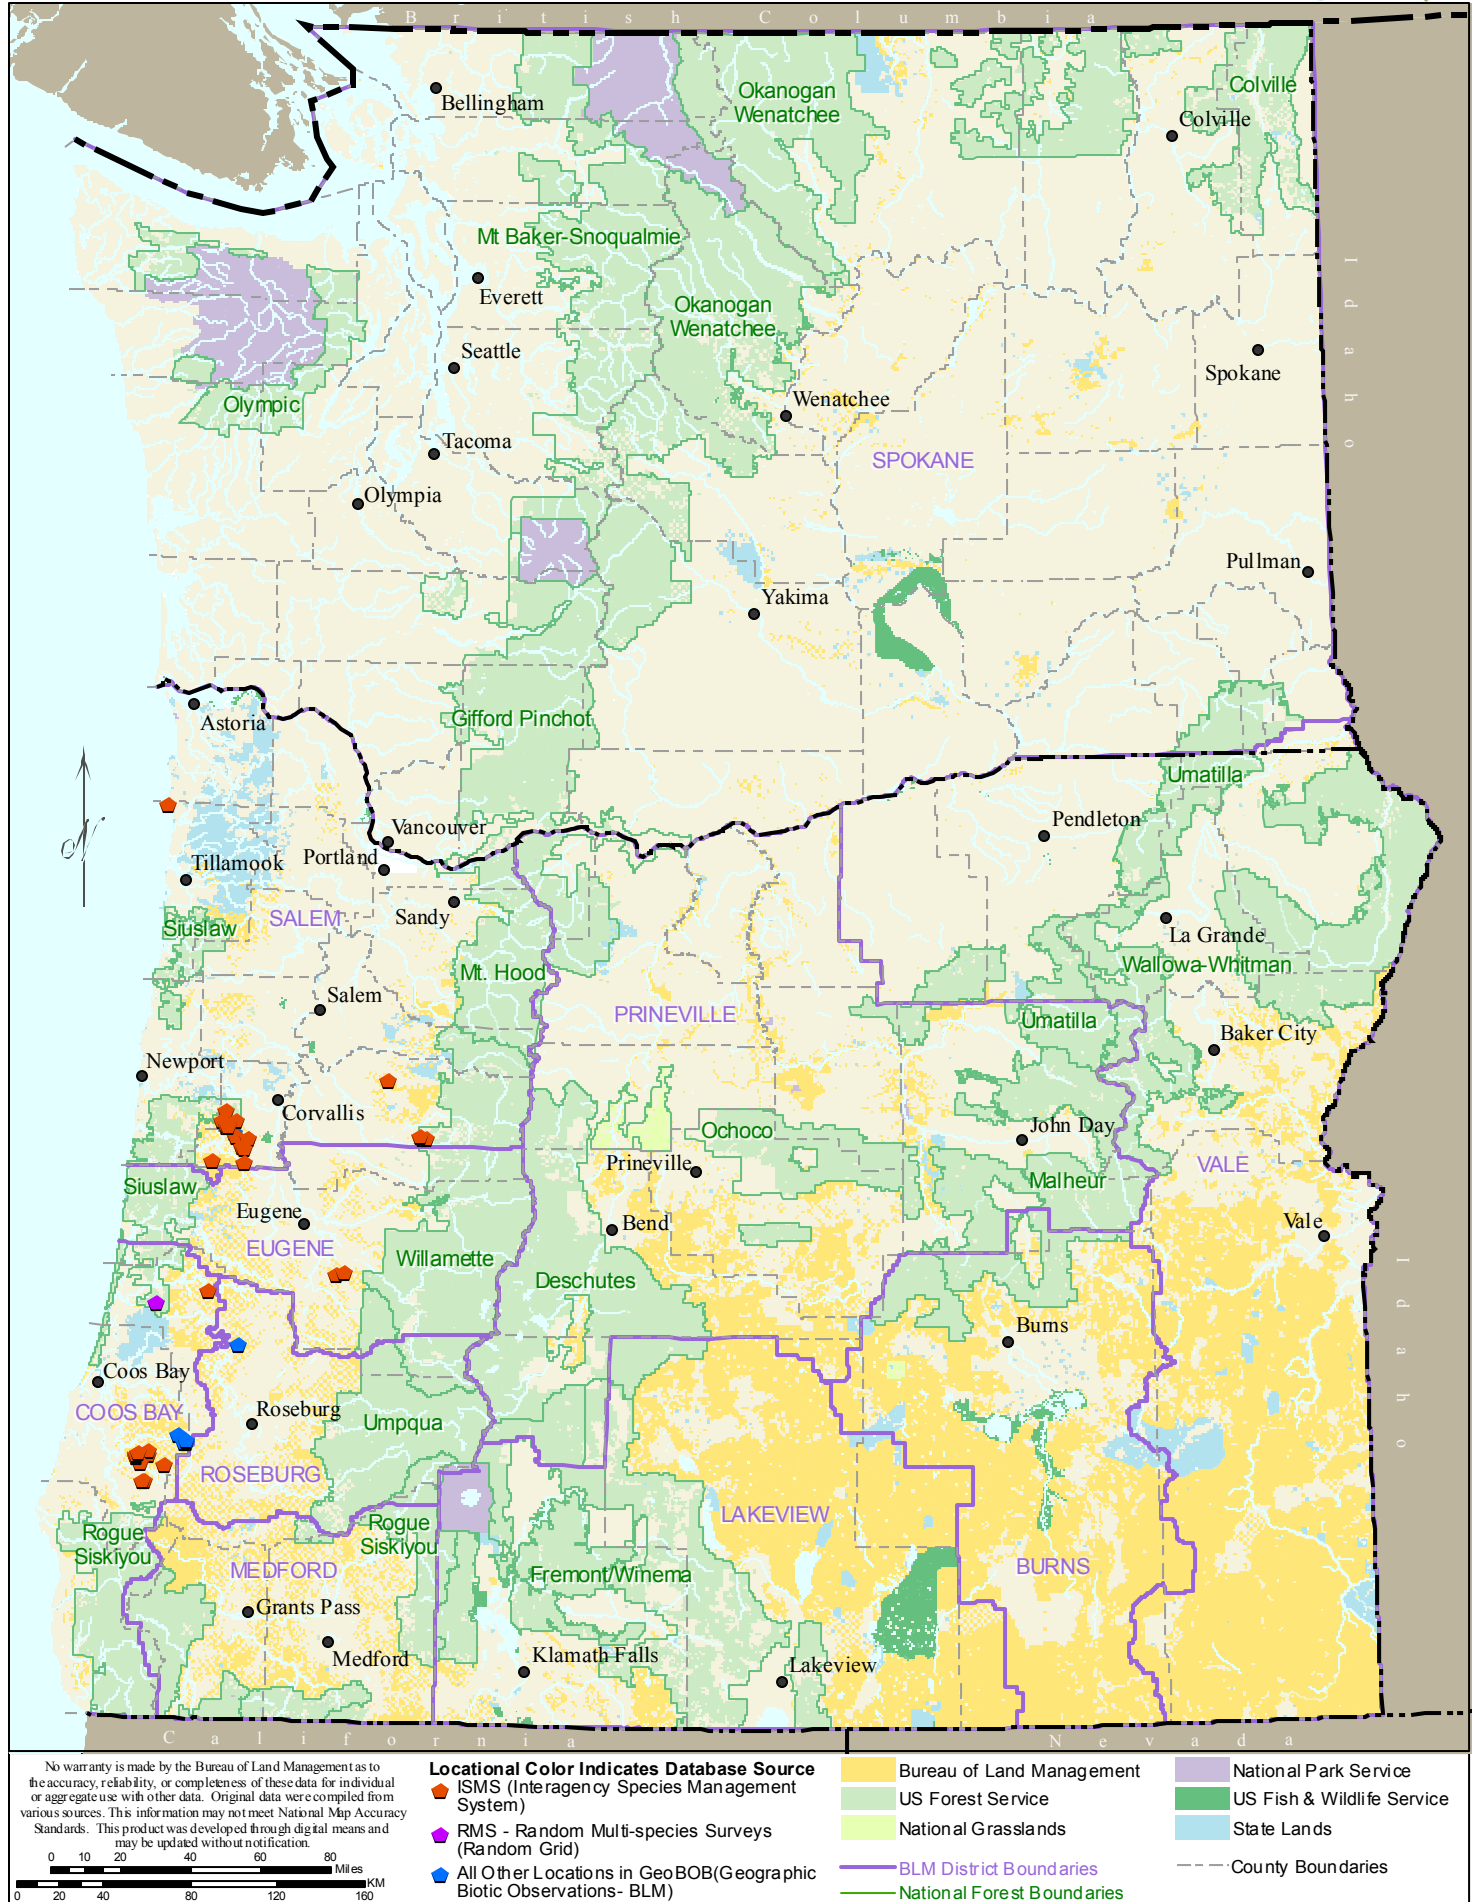 British Columbia
Bellingham
Okanogan
Wenatchee
Colville
Colville
Mt Baker-Snoqualmie
Everett
Okanogan
Wenatchee
Idaho
Seattle
Spokane
Olympic
Wenatchee
Tacoma
SPOKANE
Olympia
Pullman
Yakima
Astoria
Gifford Pinchot
Umatilla
Vancouver
Pendleton
Portland
Tillamook
N
Sandy
SALEM
Siuslaw
La Grande
Wallowa-Whitman
Mt. Hood
Salem
PRINEVILLE
Umatilla
Baker City
Newport
Corvallis
Ochoco
John Day
Prineville
VALE
Siuslaw
Malheur
Eugene
Bend
Vale
EUGENE
Willamette
Deschutes
Idaho
Burns
Coos Bay
COOS BAY
Roseburg
Umpqua
ROSEBURG
LAKEVIEW
Rogue
Siskiyou
Rogue
Siskiyou
MEDFORD
Fremont/Winema
BURNS
Grants Pass
Medford
Klamath Falls
Lakeview
California
Nevada
No warranty is made by the Bureau of Land Management as to
the accuracy, reliability, or completeness of these data for individual
or aggregate use with other data. Original data were compiled from
various sources. This information may not meet National Map Accuracy
Standards. This product was developed through digital means and
may be updated without notification.
0 10 20 40 60 80
Miles
KM
0 20 40 80 120 160
Locational Color Indicates Database Source
ISMS (Interagency Species Management
System)
RMS - Random Multi-species Surveys
(Random Grid)
All Other Locations in GeoBOB(Geographic
Biotic Observations- BLM)
Bureau of Land Management
US Forest Service
National Grasslands
BLM District Boundaries
National Forest Boundaries
National Park Service
US Fish & Wildlife Service
State Lands
County Boundaries